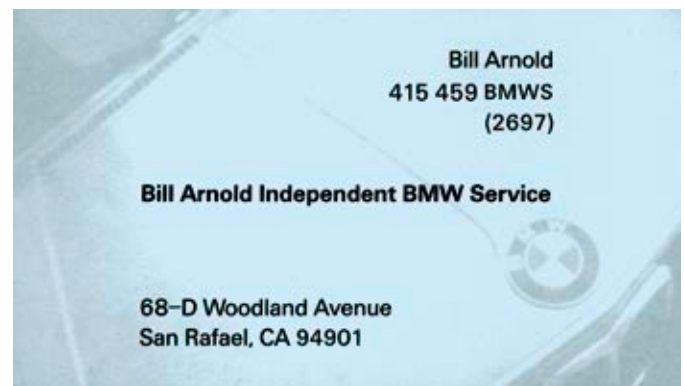 Bill Arnold
415 459 BMWS
(2697)
Bill Arnold Independent BMW Service
68-D Woodland Avenue
San Rafael, CA 94901